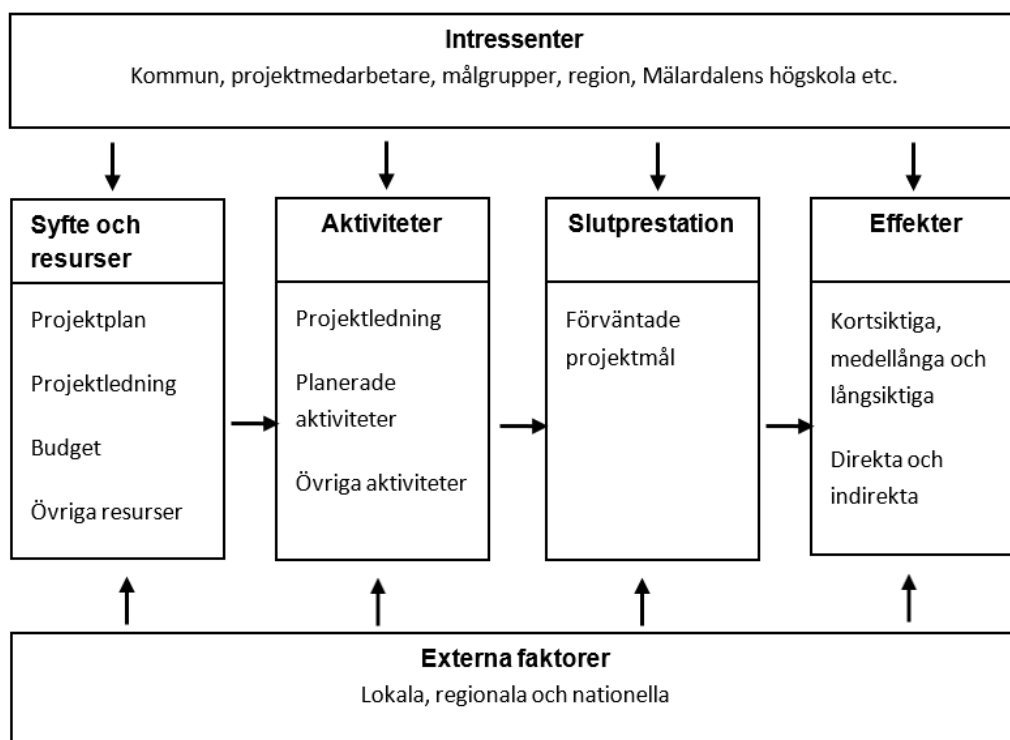 Intressenter
Kommun, projektmedarbetare, målgrupper, region, Mälardalens högskola etc.
Syfte och
resurser
Projektplan
Projektledning
Budget
Övriga resurser
Aktiviteter
Projektledning
Planerade
aktiviteter
Övriga aktiviteter
Slutprestation
Förväntade
projektmål
Effekter
Kortsiktiga,
medellånga och
långsiktiga
Direkta och
indirekta
Externa faktorer
Lokala, regionala och nationella